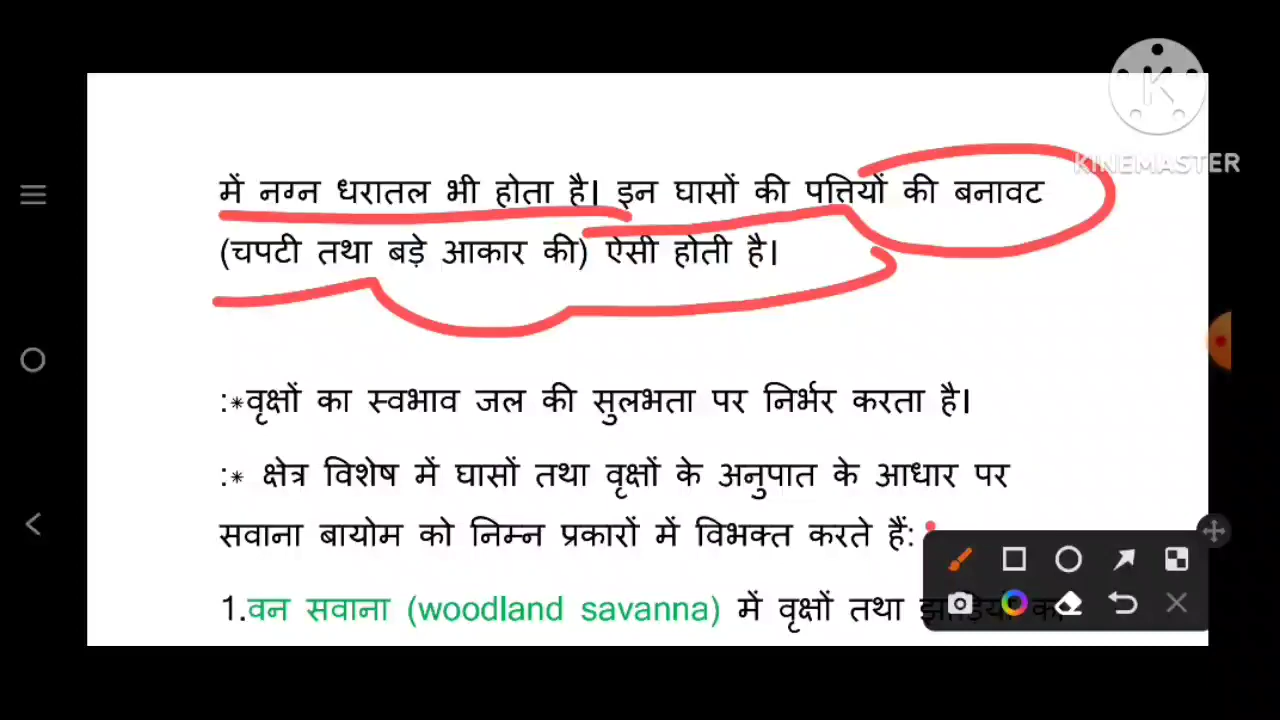 KINEMASTER
में नग्न धरातल भी होता है। इन घासों की पत्तियों की बनावट
(चपटी तथा बड़े आकार की) ऐसी होती है।
:*वृक्षों का स्वभाव जल की सुलभता पर निर्भर करता है।
:* क्षेत्र विशेष में घासों तथा वृक्षों के अनुपात के आधार पर
सवाना बायोम को निम्न प्रकारों में विभक्त करते हैं:
1.वन सवाना (woodland savanna) में वृक्षों तथा झाड़ियों का